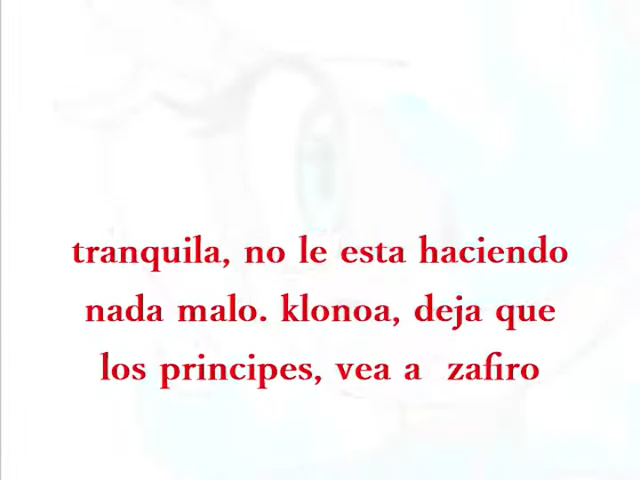 tranquila, no le esta haciendo
nada malo. klonoa, deja que
los principes, vea a  zafiro